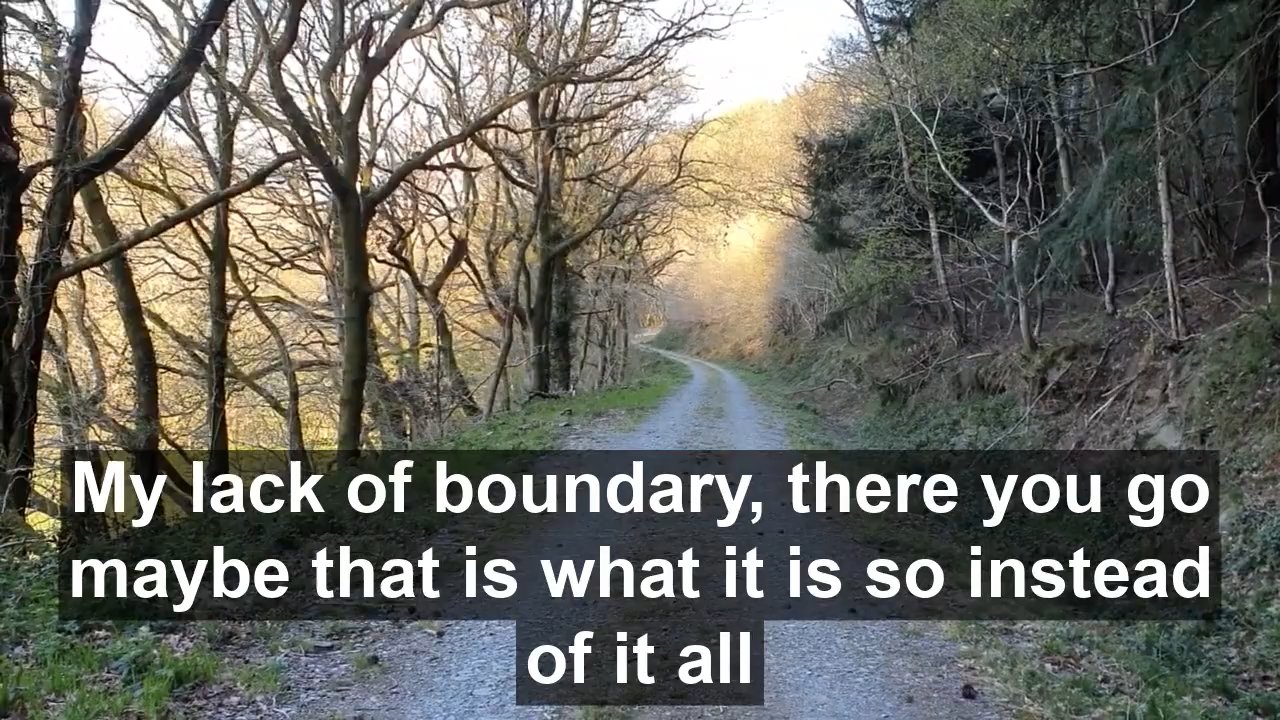 My lack of boundary, there you go
maybe that is what it is so instead
of it all